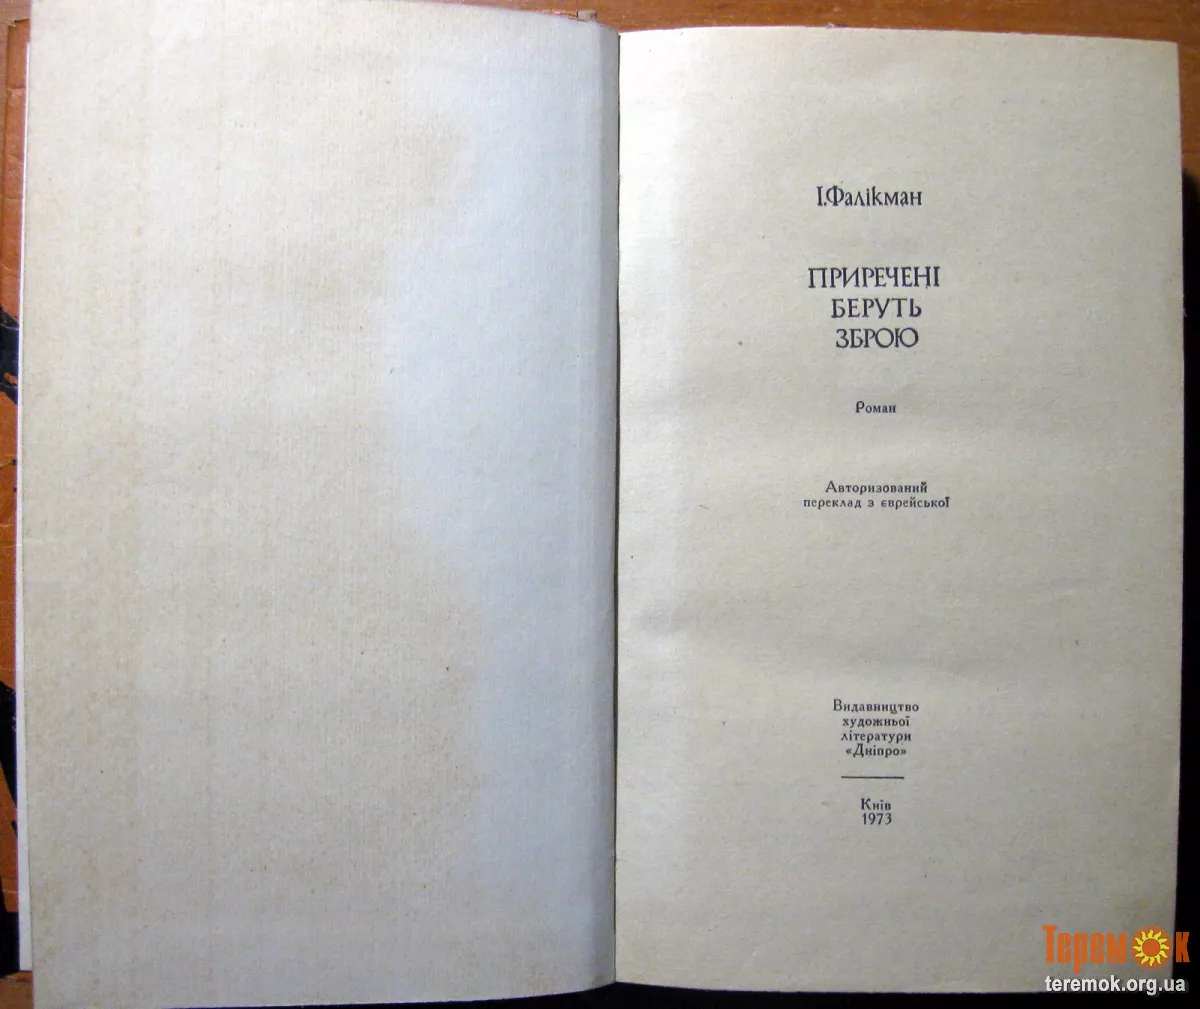 І. Фалікман
ПРИРЕЧЕНІ
БЕРУТЬ
ЗБРОЮ
Роман
Авторизований
переклад з єврейської
Видавництво
художньої
літератури
«Дніпро»
Київ
1973
Теремок
teremok.org.ua